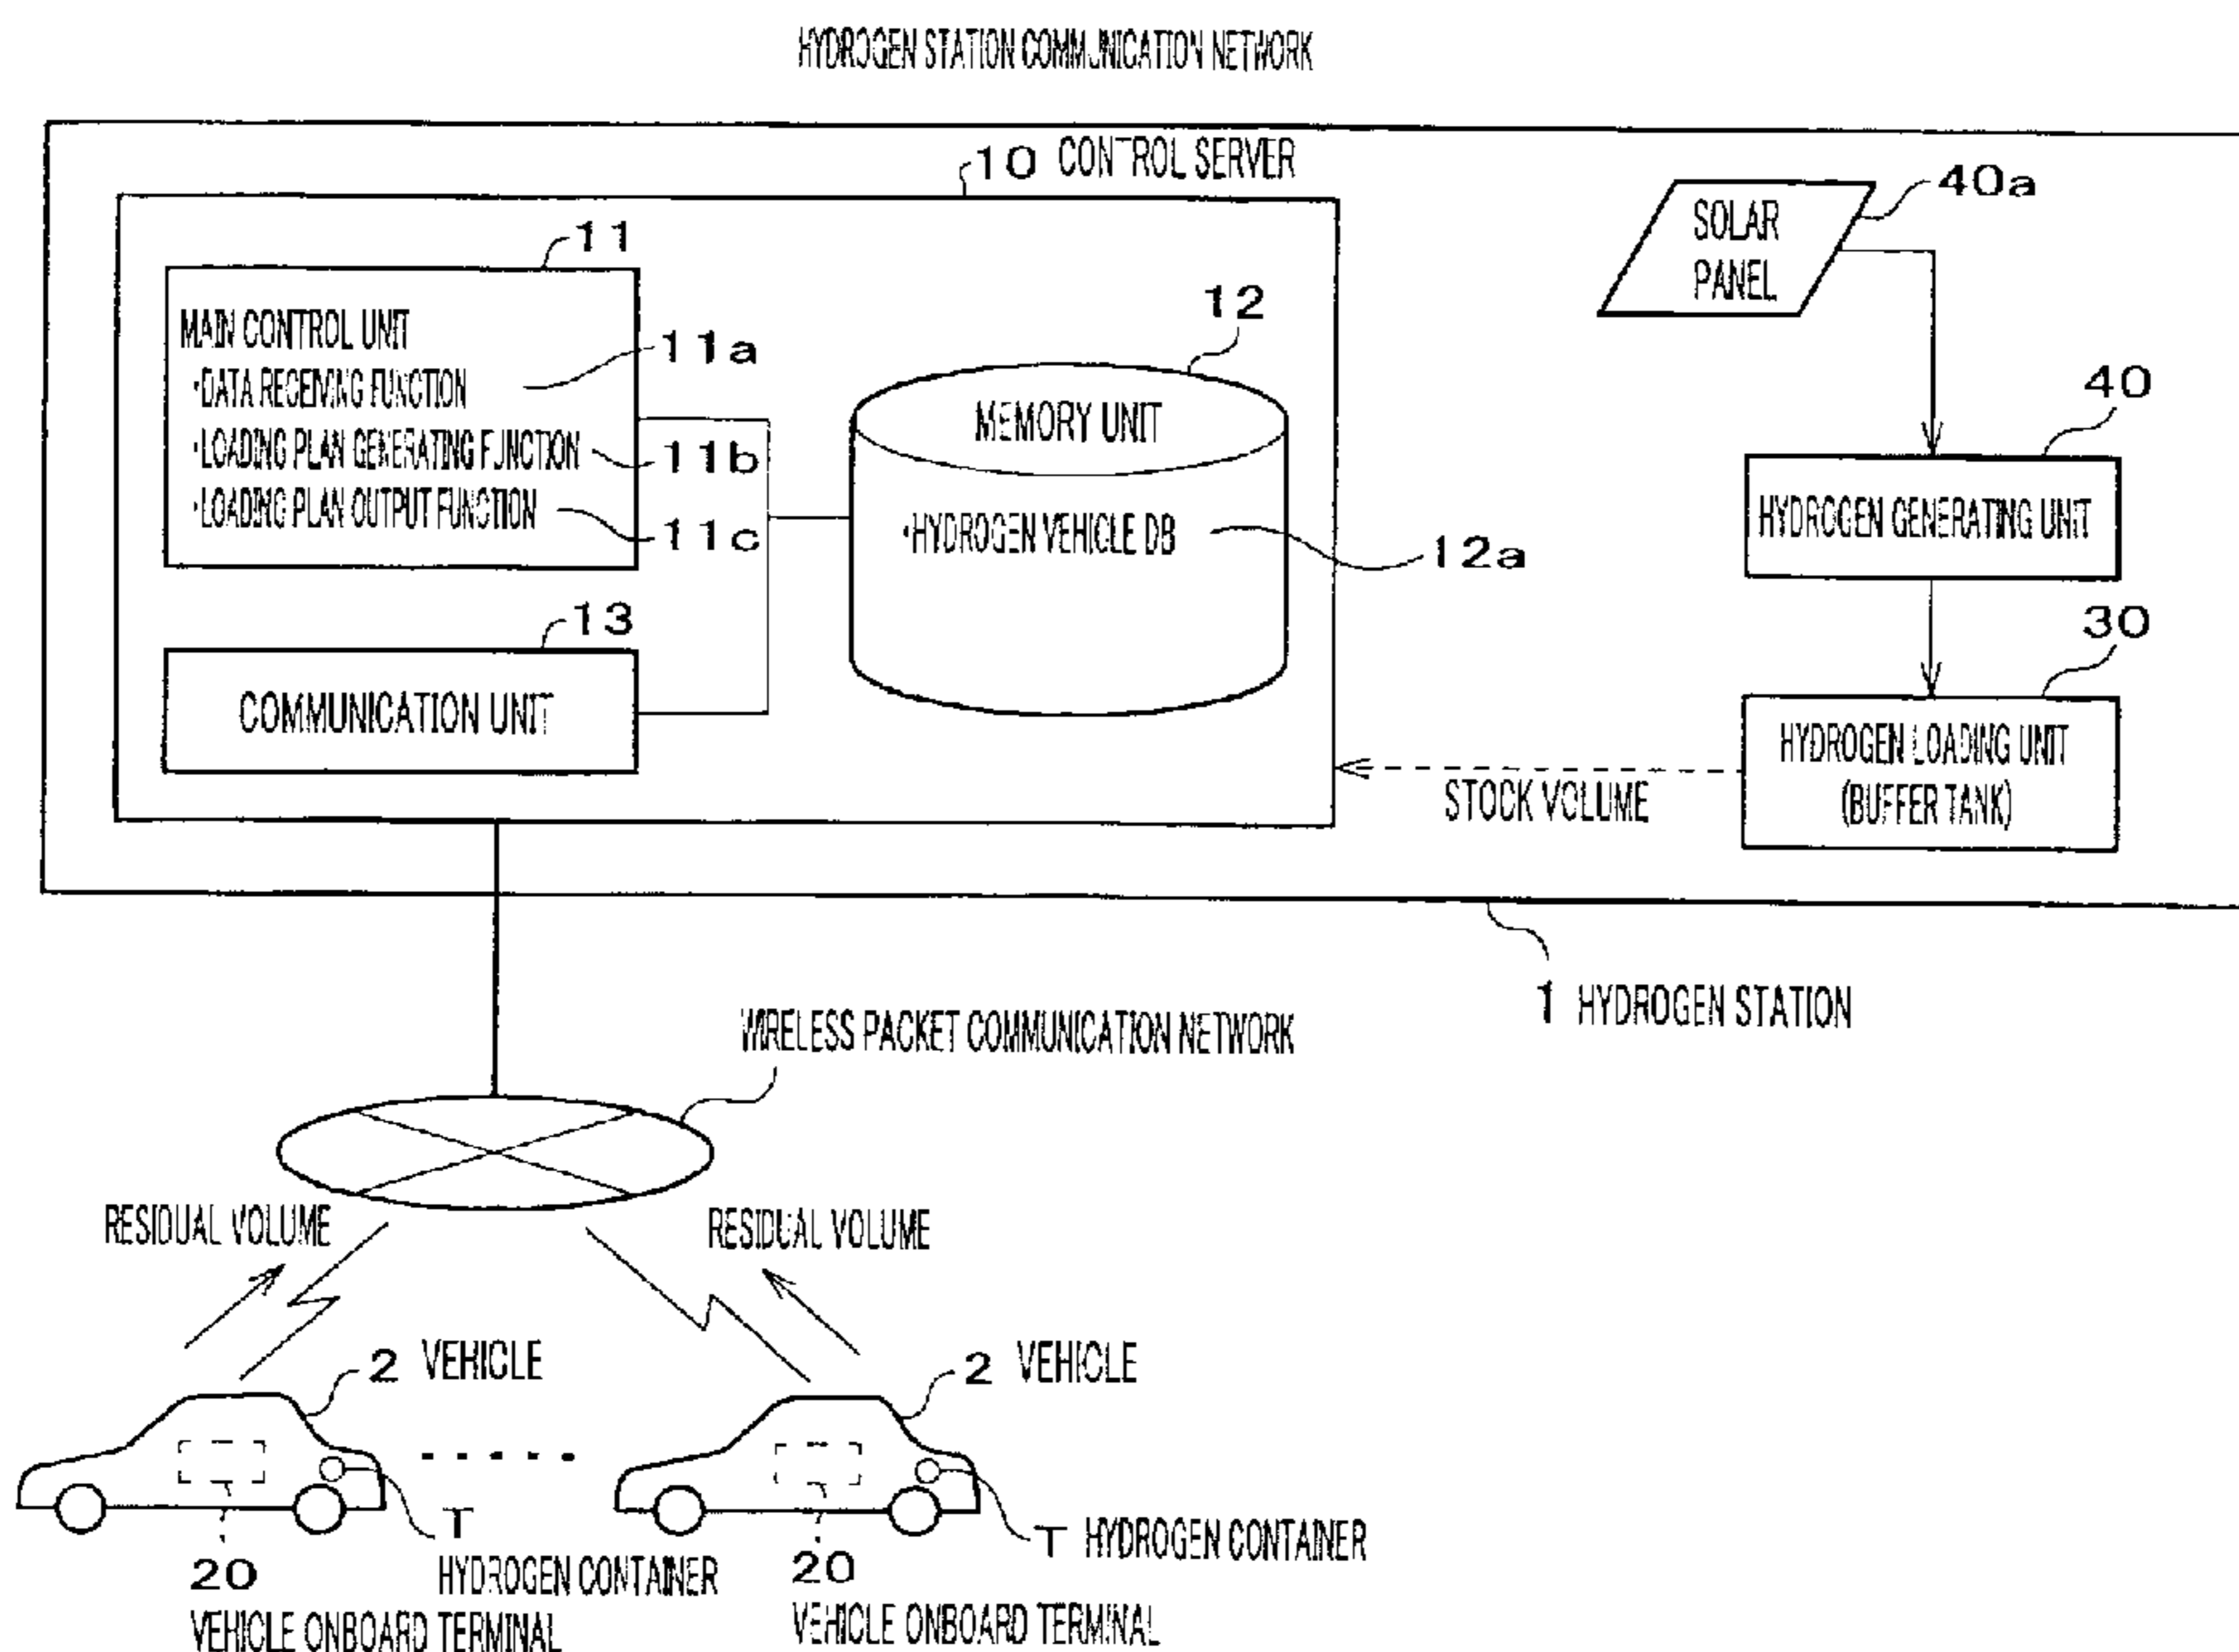 HYDROGEN STATION COMMUNICATION NETWORK
10 CONTROL SERVER
11
MAIN CONTROL UNIT
·DATA RECEIVING FUNCTION
11a
·LOADING PLAN GENERATING FUNCTION
11b
·LOADING PLAN OUTPUT FUNCTION
11c
13
COMMUNICATION UNIT
12
MEMORY UNIT
·HYDROGEN VEHICLE DB
12a
SOLAR
PANEL
40a
40
HYDROGEN GENERATING UNIT
30
HYDROGEN LOADING UNIT
(BUFFER TANK)
STOCK VOLUME
1 HYDROGEN STATION
WIRELESS PACKET COMMUNICATION NETWORK
RESIDUAL VOLUME
RESIDUAL VOLUME
2 VEHICLE
2 VEHICLE
T
HYDROGEN CONTAINER
T HYDROGEN CONTAINER
20
VEHICLE ONBOARD TERMINAL
20
VEHICLE ONBOARD TERMINAL